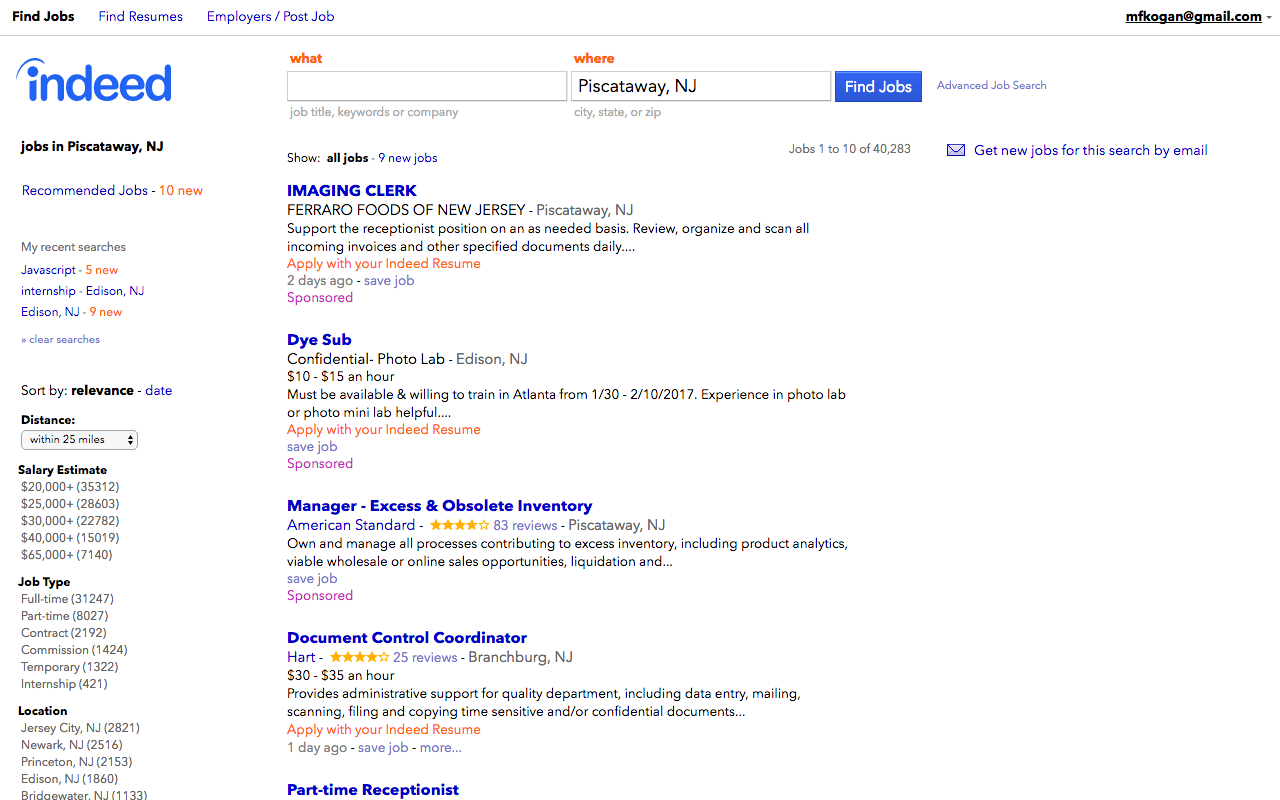 Find Jobs Find Resumes Employers / Post Job mfkogan@gmail.com
indeed
what where
Piscataway, NJ Find Jobs Advanced Job Search
job title, keywords or company city, state, or zip
jobs in Piscataway, NJ
Recommended Jobs - 10 new
My recent searches
Javascript - 5 new
internship - Edison, NJ
Edison, NJ - 9 new
» clear searches
Sort by: relevance - date
Distance:
within 25 miles
Salary Estimate
$20,000+ (35312)
$25,000+ (28603)
$30,000+ (22782)
$40,000+ (15019)
$65,000+ (7140)
Job Type
Full-time (31247)
Part-time (8027)
Contract (2192)
Commission (1424)
Temporary (1322)
Internship (421)
Location
Jersey City, NJ (2821)
Newark, NJ (2516)
Princeton, NJ (2153)
Edison, NJ (1860)
Bridgewater, NJ (1133)
Show: all jobs - 9 new jobs Jobs 1 to 10 of 40,283
Get new jobs for this search by email
IMAGING CLERK
FERRARO FOODS OF NEW JERSEY - Piscataway, NJ
Support the receptionist position on an as needed basis. Review, organize and scan all
incoming invoices and other specified documents daily....
Apply with your Indeed Resume
2 days ago - save job
Sponsored
Dye Sub
Confidential- Photo Lab - Edison, NJ
$10 - $15 an hour
Must be available & willing to train in Atlanta from 1/30 - 2/10/2017. Experience in photo lab
or photo mini lab helpful....
Apply with your Indeed Resume
save job
Sponsored
Manager - Excess & Obsolete Inventory
American Standard - 83 reviews - Piscataway, NJ
Own and manage all processes contributing to excess inventory, including product analytics,
viable wholesale or online sales opportunities, liquidation and...
save job
Sponsored
Document Control Coordinator
Hart - 25 reviews - Branchburg, NJ
$30 - $35 an hour
Provides administrative support for quality department, including data entry, mailing,
scanning, filing and copying time sensitive and/or confidential documents...
Apply with your Indeed Resume
1 day ago - save job - more...
Part-time Receptionist